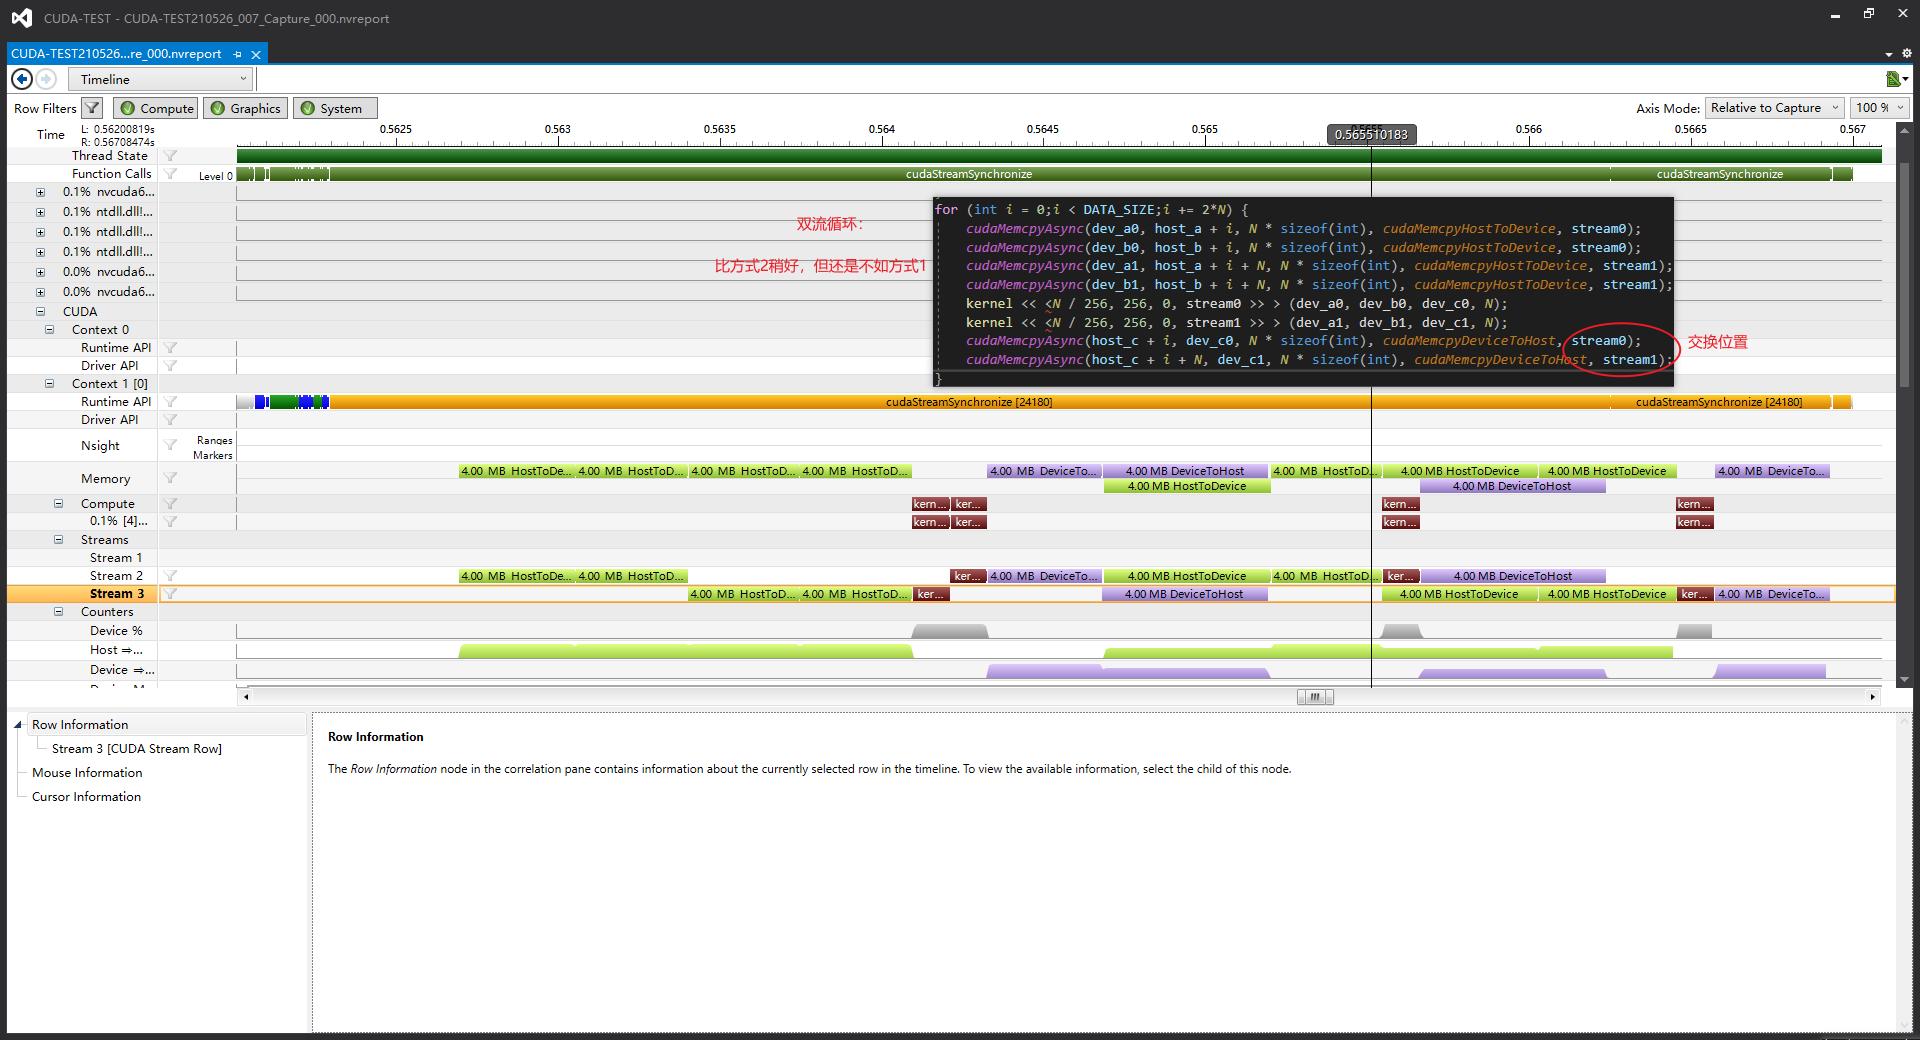 CUDA-TEST - CUDA-TEST210526_007_Capture_000.nvreport
CUDA-TEST210526...re_000.nvreport
Timeline
Row Filters
Compute
Graphics
System
Axis Mode:
Relative to Capture
100 %
Time
L: 0.56200819s
R: 0.56708474s
0.5625
0.563
0.5635
0.564
0.5645
0.565
0.565510183
0.566
0.5665
0.567
Thread State
Function Calls
Level 0
cudaStreamSynchronize
cudaStreamSynchronize
0.1% nvcuda6...
0.1% ntdll.dll!...
0.1% ntdll.dll!...
0.1% ntdll.dll!...
0.0% nvcuda6...
0.0% nvcuda6...
双流循环：
比方式2稍好，但还是不如方式1
for (int i = 0;i < DATA_SIZE;i += 2*N) {
cudaMemcpyAsync(dev_a0, host_a + i, N * sizeof(int), cudaMemcpyHostToDevice, stream0);
cudaMemcpyAsync(dev_b0, host_b + i, N * sizeof(int), cudaMemcpyHostToDevice, stream0);
cudaMemcpyAsync(dev_a1, host_a + i + N, N * sizeof(int), cudaMemcpyHostToDevice, stream1);
cudaMemcpyAsync(dev_b1, host_b + i + N, N * sizeof(int), cudaMemcpyHostToDevice, stream1);
kernel << <N / 256, 256, 0, stream0 >> > (dev_a0, dev_b0, dev_c0, N);
kernel << <N / 256, 256, 0, stream1 >> > (dev_a1, dev_b1, dev_c1, N);
cudaMemcpyAsync(host_c + i, dev_c0, N * sizeof(int), cudaMemcpyDeviceToHost, stream0);
cudaMemcpyAsync(host_c + i + N, dev_c1, N * sizeof(int), cudaMemcpyDeviceToHost, stream1);
}
交换位置
CUDA
Context 0
Runtime API
Driver API
Context 1 [0]
Runtime API
cudaStreamSynchronize [24180]
cudaStreamSynchronize [24180]
Driver API
Nsight
Ranges
Markers
Memory
4.00 MB HostToDe...
4.00 MB HostToD...
4.00 MB HostToD...
4.00 MB HostToD...
4.00 MB DeviceTo...
4.00 MB DeviceToHost
4.00 MB HostToD...
4.00 MB HostToDevice
4.00 MB HostToDevice
4.00 MB DeviceTo...
4.00 MB HostToDevice
4.00 MB DeviceToHost
Compute
kern...
ker...
kern...
kern...
0.1% [4]...
kern...
ker...
kern...
kern...
Streams
Stream 1
Stream 2
4.00 MB HostToDe...
4.00 MB HostToD...
ker...
4.00 MB DeviceTo...
4.00 MB HostToDevice
4.00 MB HostToD...
ker...
4.00 MB DeviceToHost
Stream 3
4.00 MB HostToD...
4.00 MB HostToD...
ker...
4.00 MB DeviceToHost
4.00 MB HostToDevice
4.00 MB HostToDevice
ker...
4.00 MB DeviceTo...
Counters
Device %
Host ⇒...
Device ⇒...
Row Information
Stream 3 [CUDA Stream Row]
Mouse Information
Cursor Information
Row Information
The Row Information node in the correlation pane contains information about the currently selected row in the timeline. To view the available information, select the child of this node.